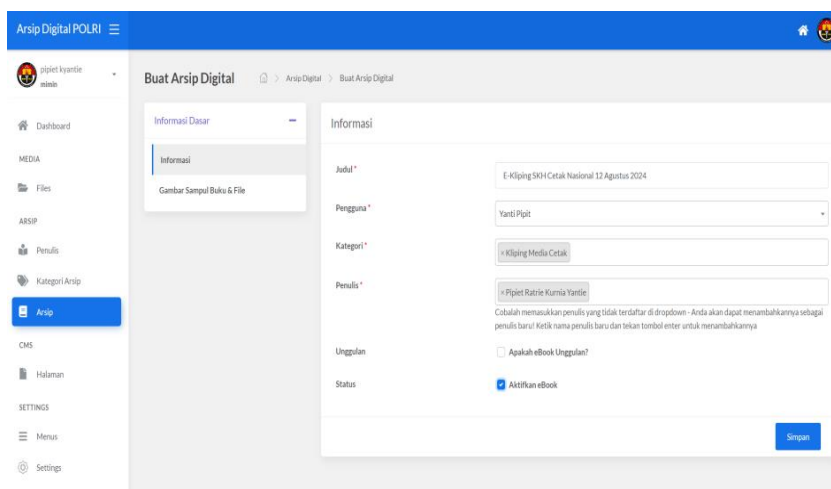 Arsip Digital POLRI
pipiet kyantie
mimin
Dashboard
MEDIA
Files
ARSIP
Penulis
Kategori Arsip
Arsip
CMS
Halaman
SETTINGS
Menus
Settings
Buat Arsip Digital
> Arsip Digital > Buat Arsip Digital
Informasi Dasar
Informasi
Gambar Sampul Buku & File
Informasi
Judul *
E-Kliping SKH Cetak Nasional 12 Agustus 2024
Pengguna *
Yanti Pipit
Kategori *
× Kliping Media Cetak
Penulis *
× Pipiet Ratrie Kurnia Yantie
Cobalah memasukkan penulis yang tidak terdaftar di dropdown - Anda akan dapat menambahkannya sebagai
penulis baru! Ketik nama penulis baru dan tekan tombol enter untuk menambahkannya
Unggulan
Apakah eBook Unggulan?
Status
Aktifkan eBook
Simpan